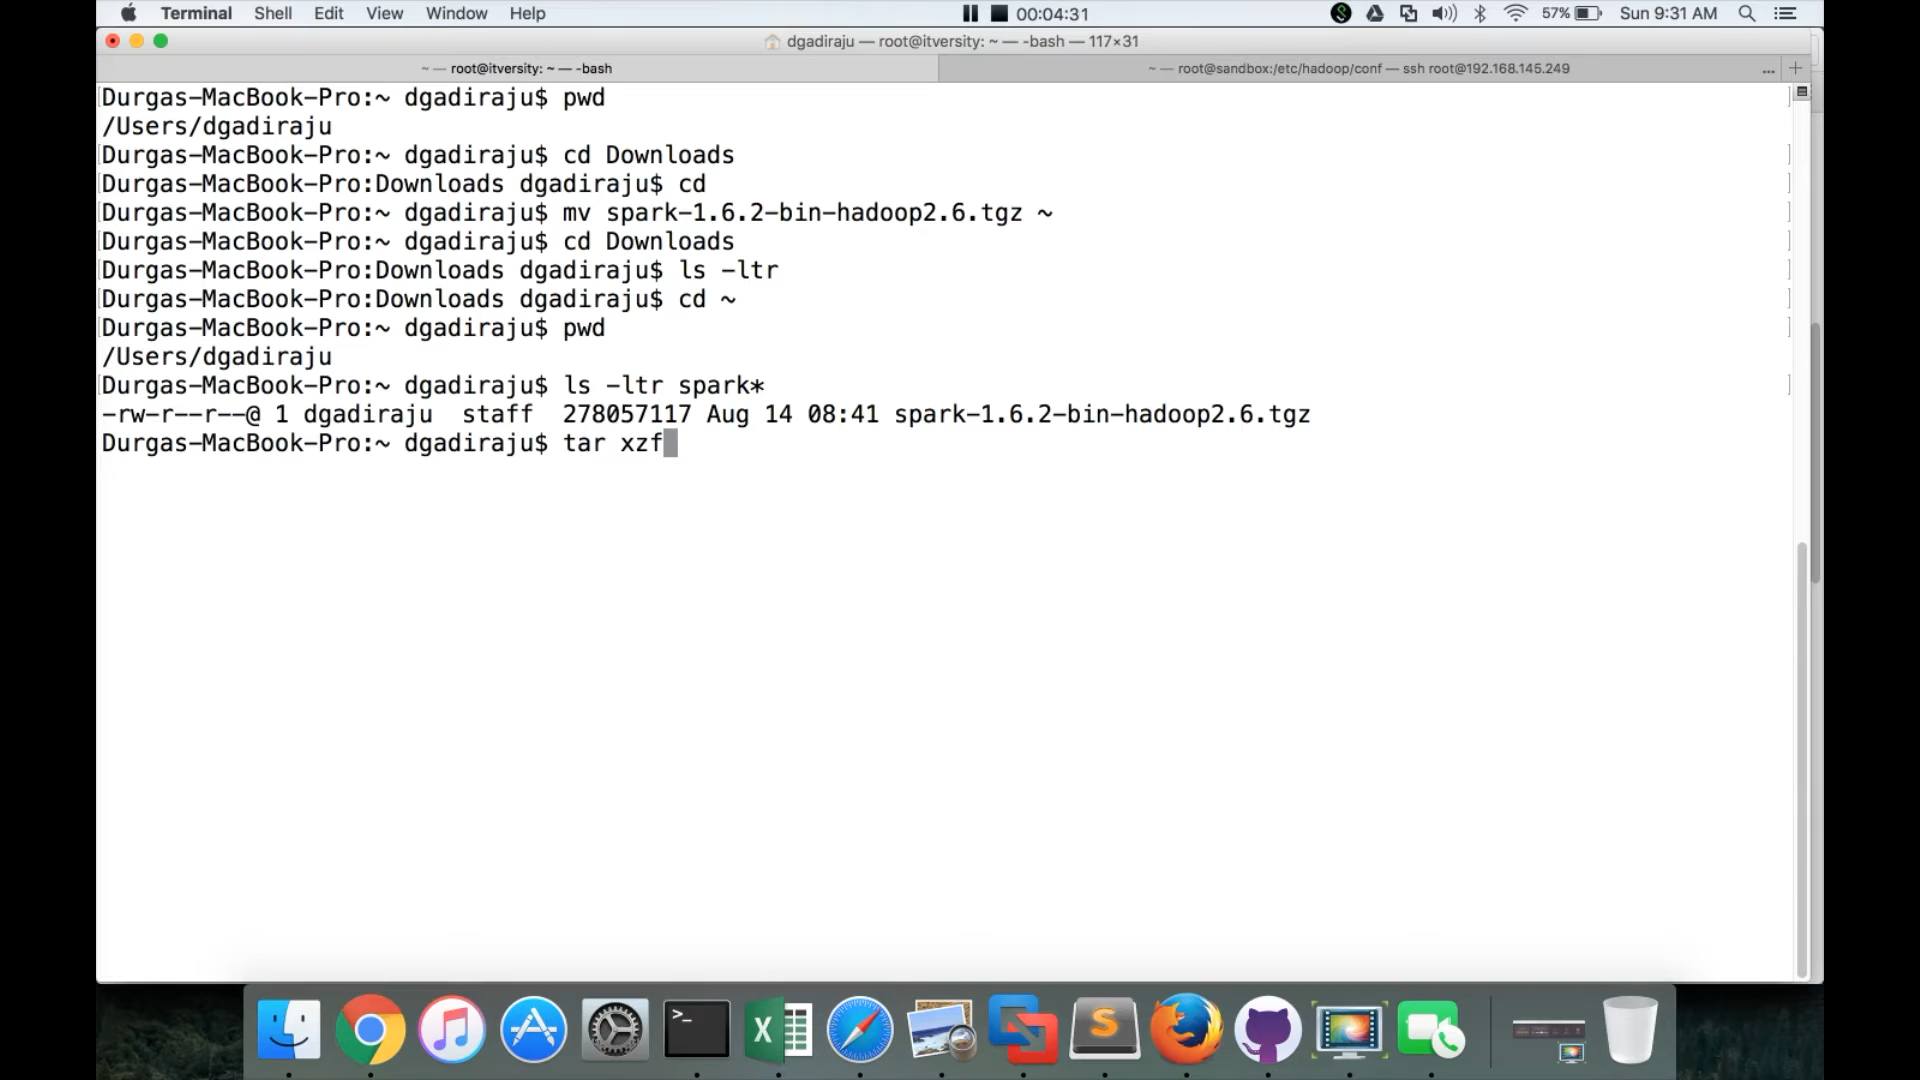 Terminal Shell Edit View Window Help 00:04:31 57% Sun 9:31 AM
dgadiraju — root@itversity: ~ — -bash — 117×31
~ — root@itversity: ~ — -bash ~ — root@sandbox:/etc/hadoop/conf — ssh root@192.168.145.249 ... +
Durgas-MacBook-Pro:~ dgadiraju$ pwd
/Users/dgadiraju
Durgas-MacBook-Pro:~ dgadiraju$ cd Downloads
Durgas-MacBook-Pro:Downloads dgadiraju$ cd
Durgas-MacBook-Pro:~ dgadiraju$ mv spark-1.6.2-bin-hadoop2.6.tgz ~
Durgas-MacBook-Pro:~ dgadiraju$ cd Downloads
Durgas-MacBook-Pro:Downloads dgadiraju$ ls -ltr
Durgas-MacBook-Pro:Downloads dgadiraju$ cd ~
Durgas-MacBook-Pro:~ dgadiraju$ pwd
/Users/dgadiraju
Durgas-MacBook-Pro:~ dgadiraju$ ls -ltr spark*
-rw-r--r--@ 1 dgadiraju  staff  278057117 Aug 14 08:41 spark-1.6.2-bin-hadoop2.6.tgz
Durgas-MacBook-Pro:~ dgadiraju$ tar xzf